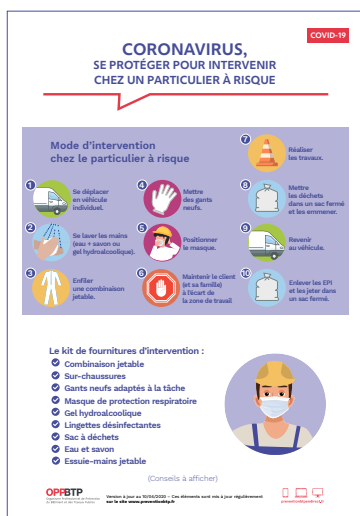 COVID-19
CORONAVIRUS,
SE PROTÉGER POUR INTERVENIR
CHEZ UN PARTICULIER À RISQUE
Mode d'intervention
chez le particulier à risque
1
Se déplacer
en véhicule
individuel.
2
Se laver les mains
(eau + savon ou
gel hydroalcoolique).
3
Enfiler
une combinaison
jetable.
4
Mettre
des gants
neufs.
5
Positionner
le masque.
6
Maintenir le client
(et sa famille)
à l'écart de
la zone de travail
7
Réaliser
les travaux.
8
Mettre
les déchets
dans un sac fermé
et les emmener.
9
Revenir
au véhicule.
10
Enlever les EPI
et les jeter dans
un sac fermé.
Le kit de fournitures d'intervention :
Combinaison jetable
Sur-chaussures
Gants neufs adaptés à la tâche
Masque de protection respiratoire
Gel hydroalcoolique
Lingettes désinfectantes
Sac à déchets
Eau et savon
Essuie-mains jetable
(Conseils à afficher)
OPPBTP
Version à jour au 10/04/2020 – Ces éléments sont mis à jour régulièrement
sur le site www.preventionbtp.fr
preventionbtp.fr